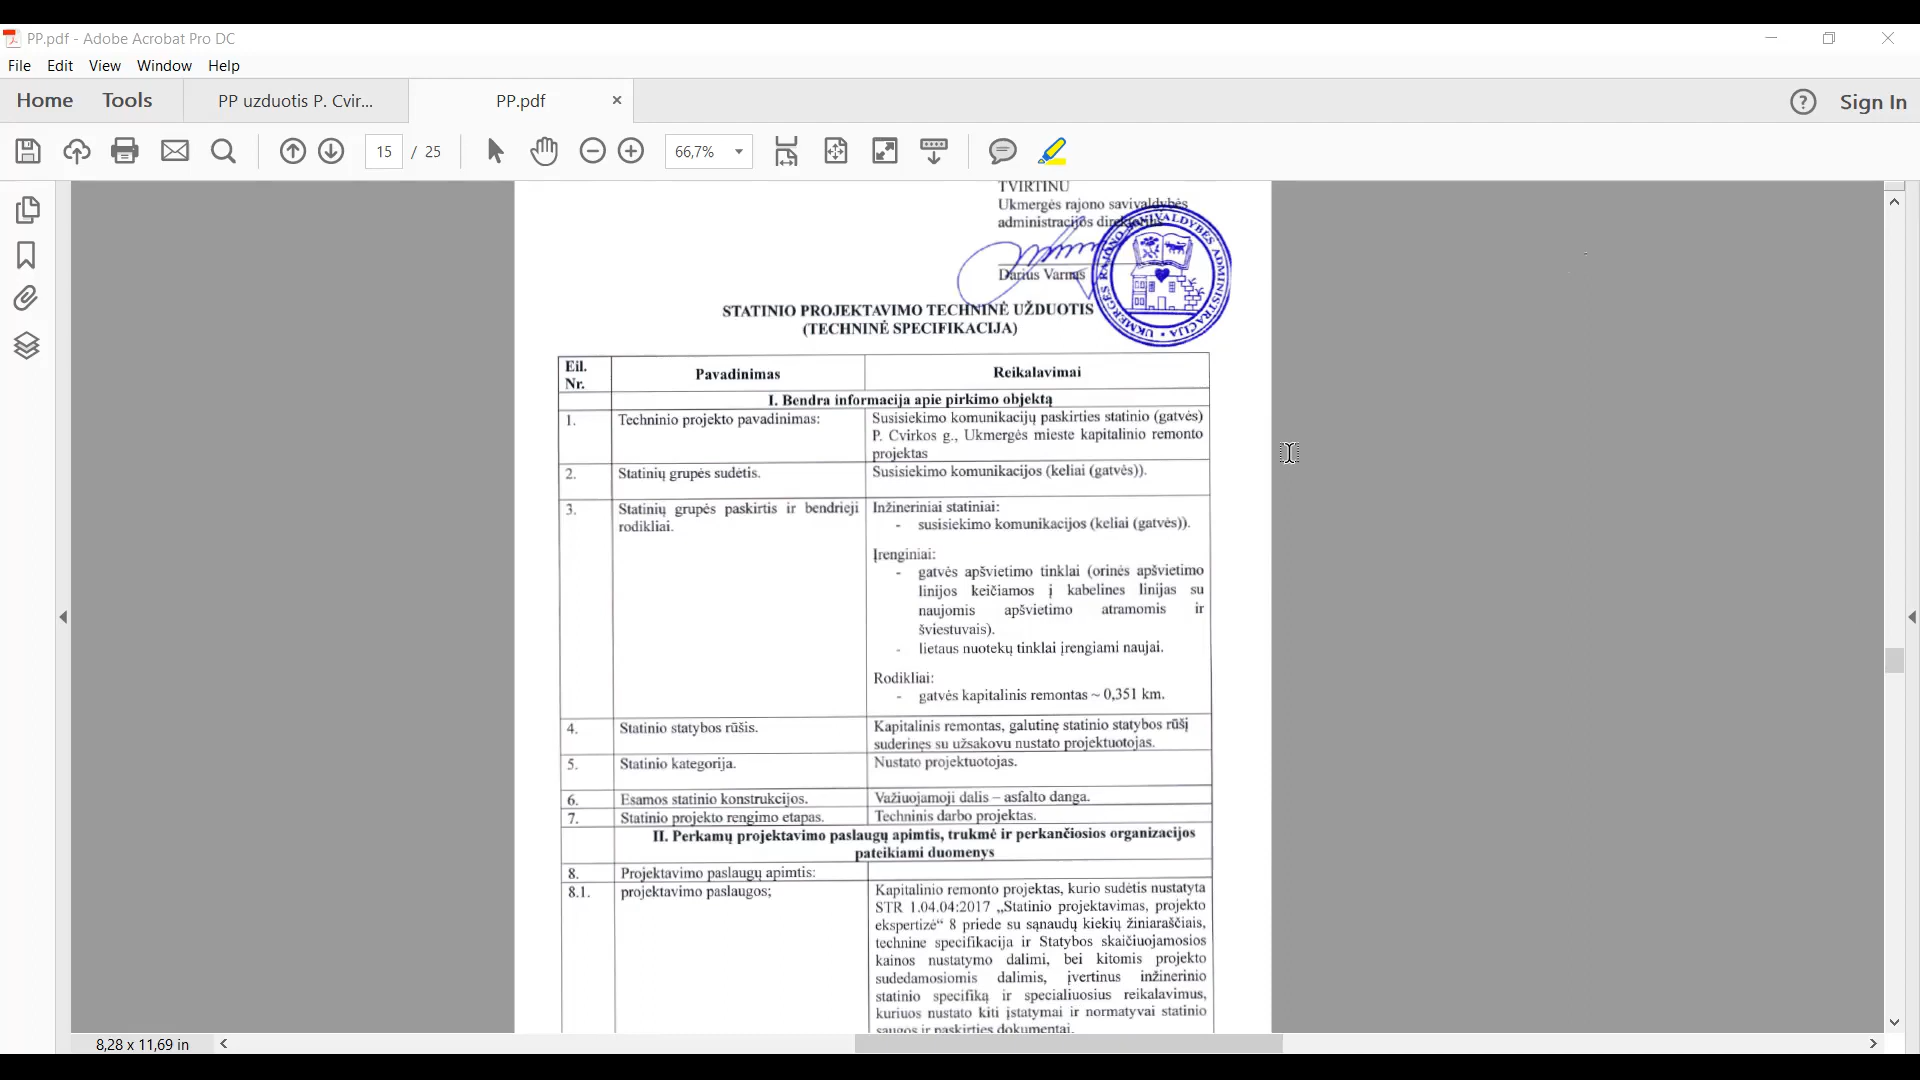 PP.pdf - Adobe Acrobat Pro DC
File Edit View Window Help
Home Tools PP uzduotis P. Cvir... PP.pdf × ? Sign In
15 / 25 66,7%
TVIRTINU
Ukmergės rajono savivaldybės
administracijos direktorius
Darius Varnas
UKMERGĖS RAJONO SAVIVALDYBĖS ADMINISTRACIJA
STATINIO PROJEKTAVIMO TECHNINĖ UŽDUOTIS
(TECHNINĖ SPECIFIKACIJA)
Eil.
Nr.
Pavadinimas
Reikalavimai
I. Bendra informacija apie pirkimo objektą
1.
Techninio projekto pavadinimas:
Susisiekimo komunikacijų paskirties statinio (gatvės)
P. Cvirkos g., Ukmergės mieste kapitalinio remonto
projektas
2.
Statinių grupės sudėtis.
Susisiekimo komunikacijos (keliai (gatvės)).
3.
Statinių grupės paskirtis ir bendrieji
rodikliai.
Inžineriniai statiniai:
- susisiekimo komunikacijos (keliai (gatvės)).
Įrenginiai:
- gatvės apšvietimo tinklai (orinės apšvietimo
linijos keičiamos į kabelines linijas su
naujomis apšvietimo atramomis ir
šviestuvais).
- lietaus nuotekų tinklai įrengiami naujai.
Rodikliai:
- gatvės kapitalinis remontas ~ 0,351 km.
4.
Statinio statybos rūšis.
Kapitalinis remontas, galutinę statinio statybos rūšį
suderinęs su užsakovu nustato projektuotojas.
5.
Statinio kategorija.
Nustato projektuotojas.
6.
Esamos statinio konstrukcijos.
Važiuojamoji dalis – asfalto danga.
7.
Statinio projekto rengimo etapas.
Techninis darbo projektas.
II. Perkamų projektavimo paslaugų apimtis, trukmė ir perkančiosios organizacijos
pateikiami duomenys
8.
Projektavimo paslaugų apimtis:
8.1.
projektavimo paslaugos;
Kapitalinio remonto projektas, kurio sudėtis nustatyta
STR 1.04.04:2017 „Statinio projektavimas, projekto
ekspertizė“ 8 priede su sąnaudų kiekių žiniaraščiais,
technine specifikacija ir Statybos skaičiuojamosios
kainos nustatymo dalimi, bei kitomis projekto
sudedamosiomis dalimis, įvertinus inžinerinio
statinio specifiką ir specialiuosius reikalavimus,
kuriuos nustato kiti įstatymai ir normatyvai statinio
saugos ir paskirties dokumentai.
8,28 x 11,69 in